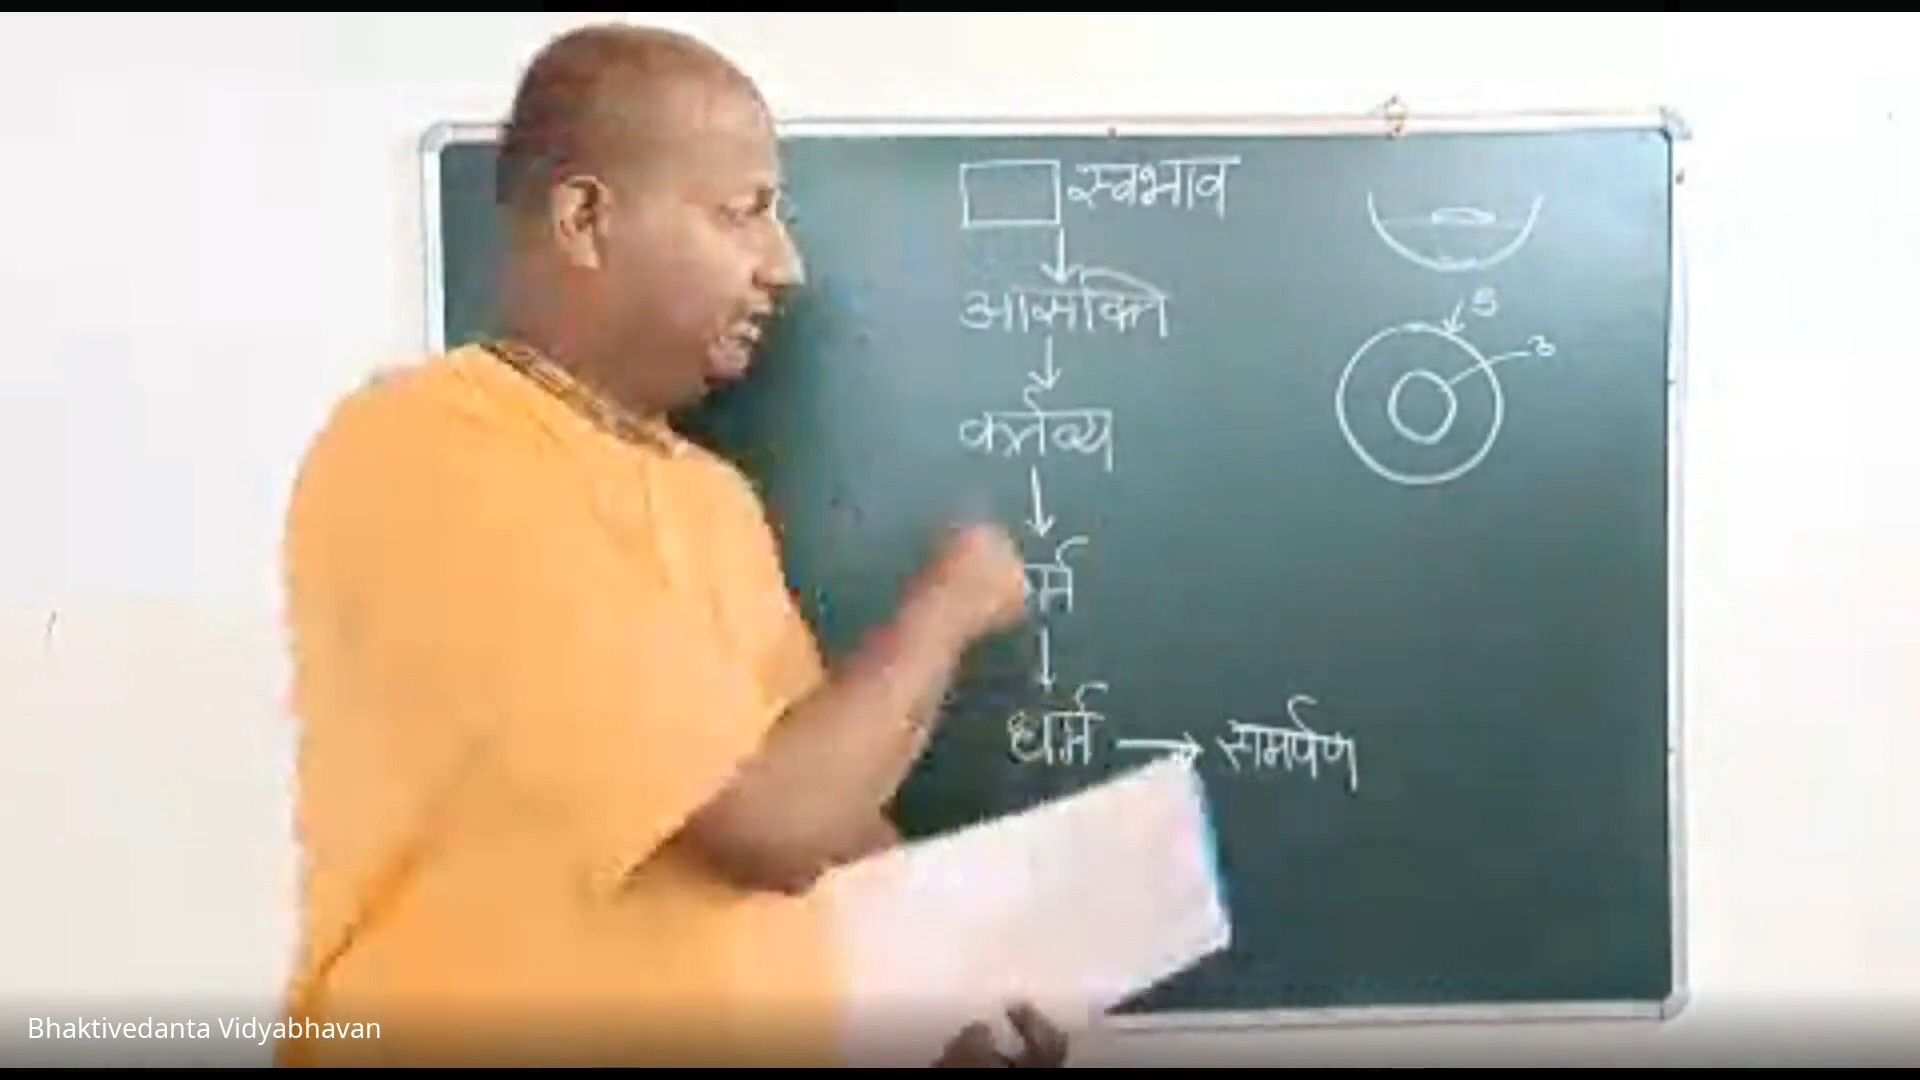 स्वभाव
आसक्ति
कर्तव्य
र्म
धर्म → समर्पण
5
3
Bhaktivedanta Vidyabhavan